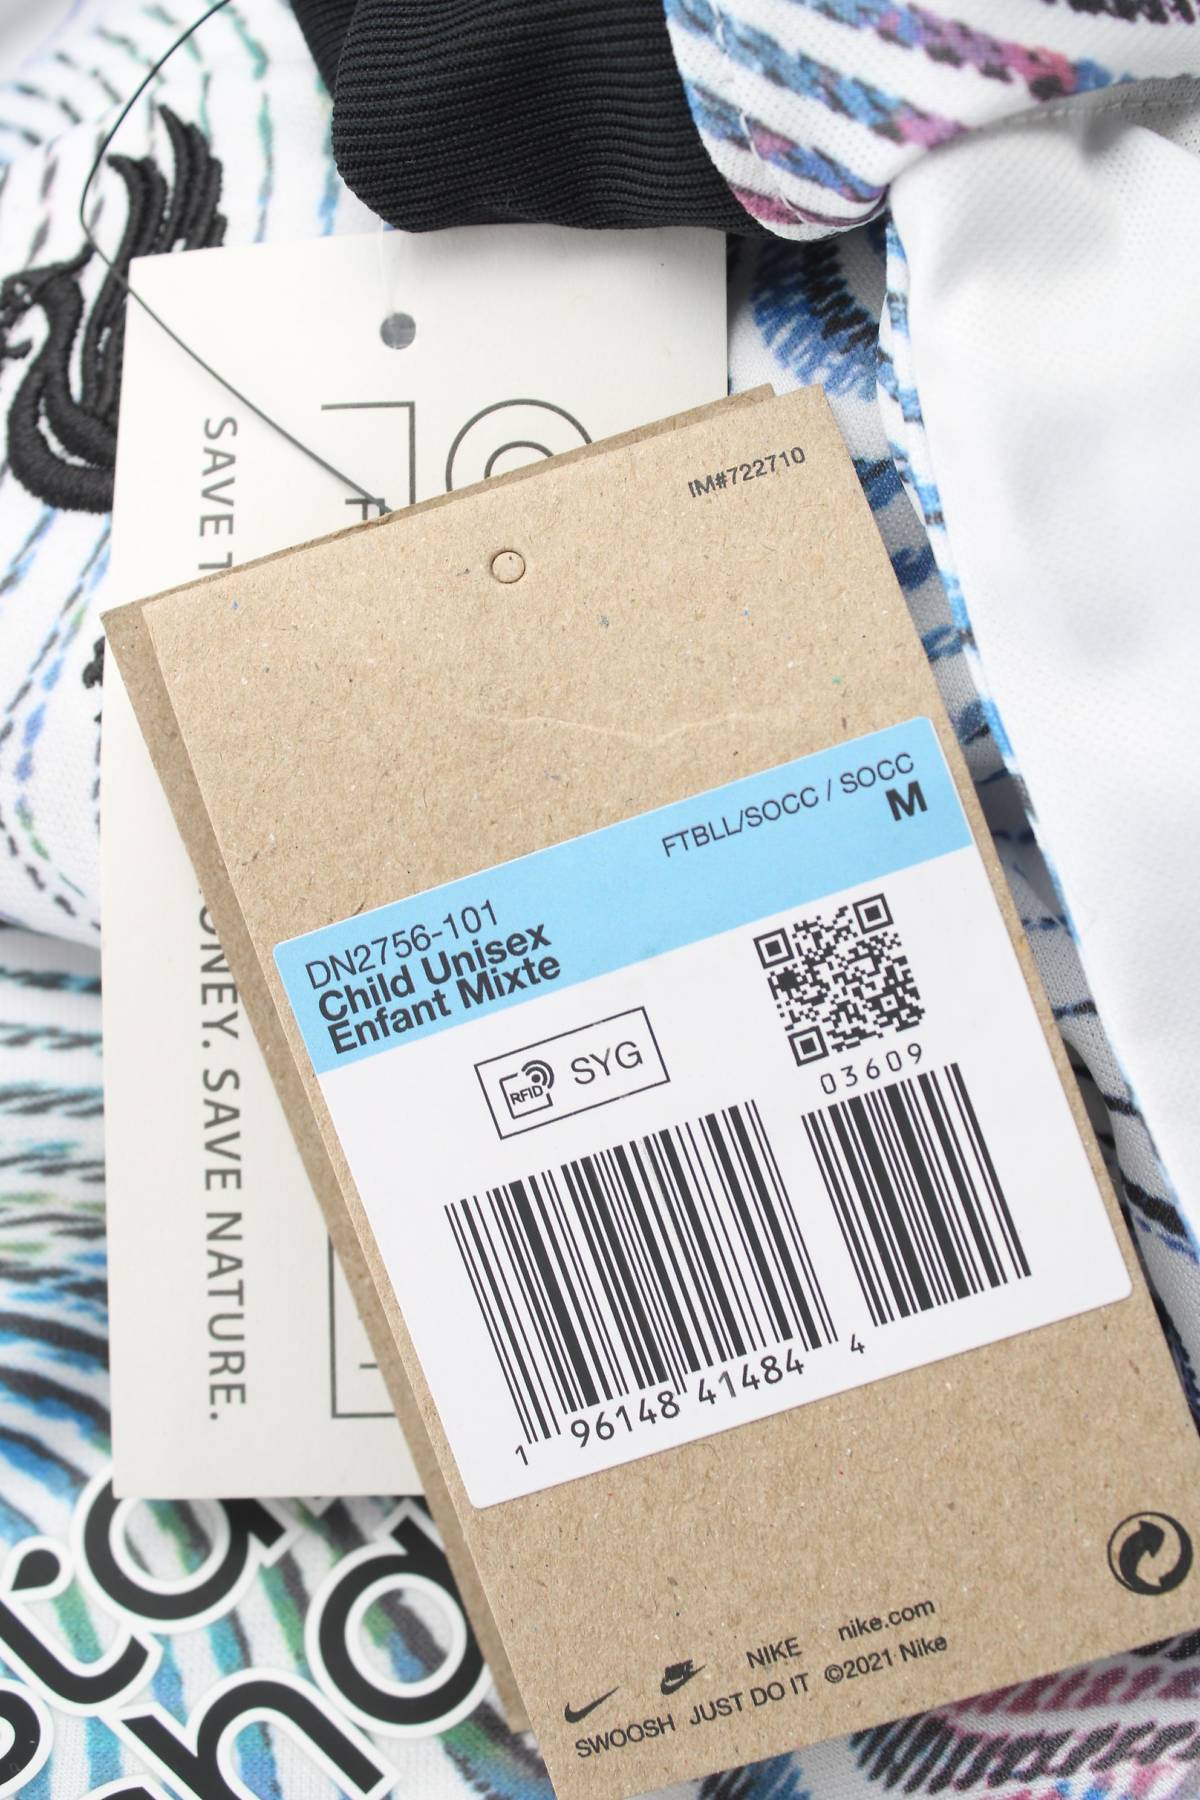 IM#722710
FTBLL/SOCC / SOCC
M
DN2756-101
Child Unisex
Enfant Mixte
RFID
SYG
03609
1 96148 41484 4
NIKE nike.com
SWOOSH JUST DO IT ©2021 Nike
SAVE
SAVE NATURE.